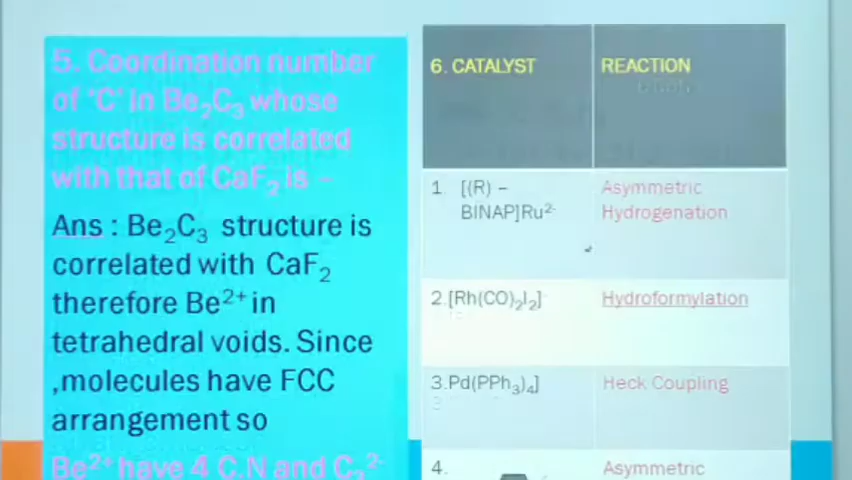 5. Coordination number
of "C" in Be₂C₃ whose
structure is correlated
with that of CaF₂ is -
Ans : Be₂C₃ structure is
correlated with CaF₂
therefore Be²⁺ in
tetrahedral voids. Since
,molecules have FCC
arrangement so
Be²⁺ have 4 C.N and C₃²⁻
6. CATALYST
REACTION
1. [(R) –
BINAP]Ru²⁻
Asymmetric
Hydrogenation
2.[Rh(CO)₂I₂]
Hydroformylation
3.Pd(PPh₃)₄]
Heck Coupling
4.
Asymmetric